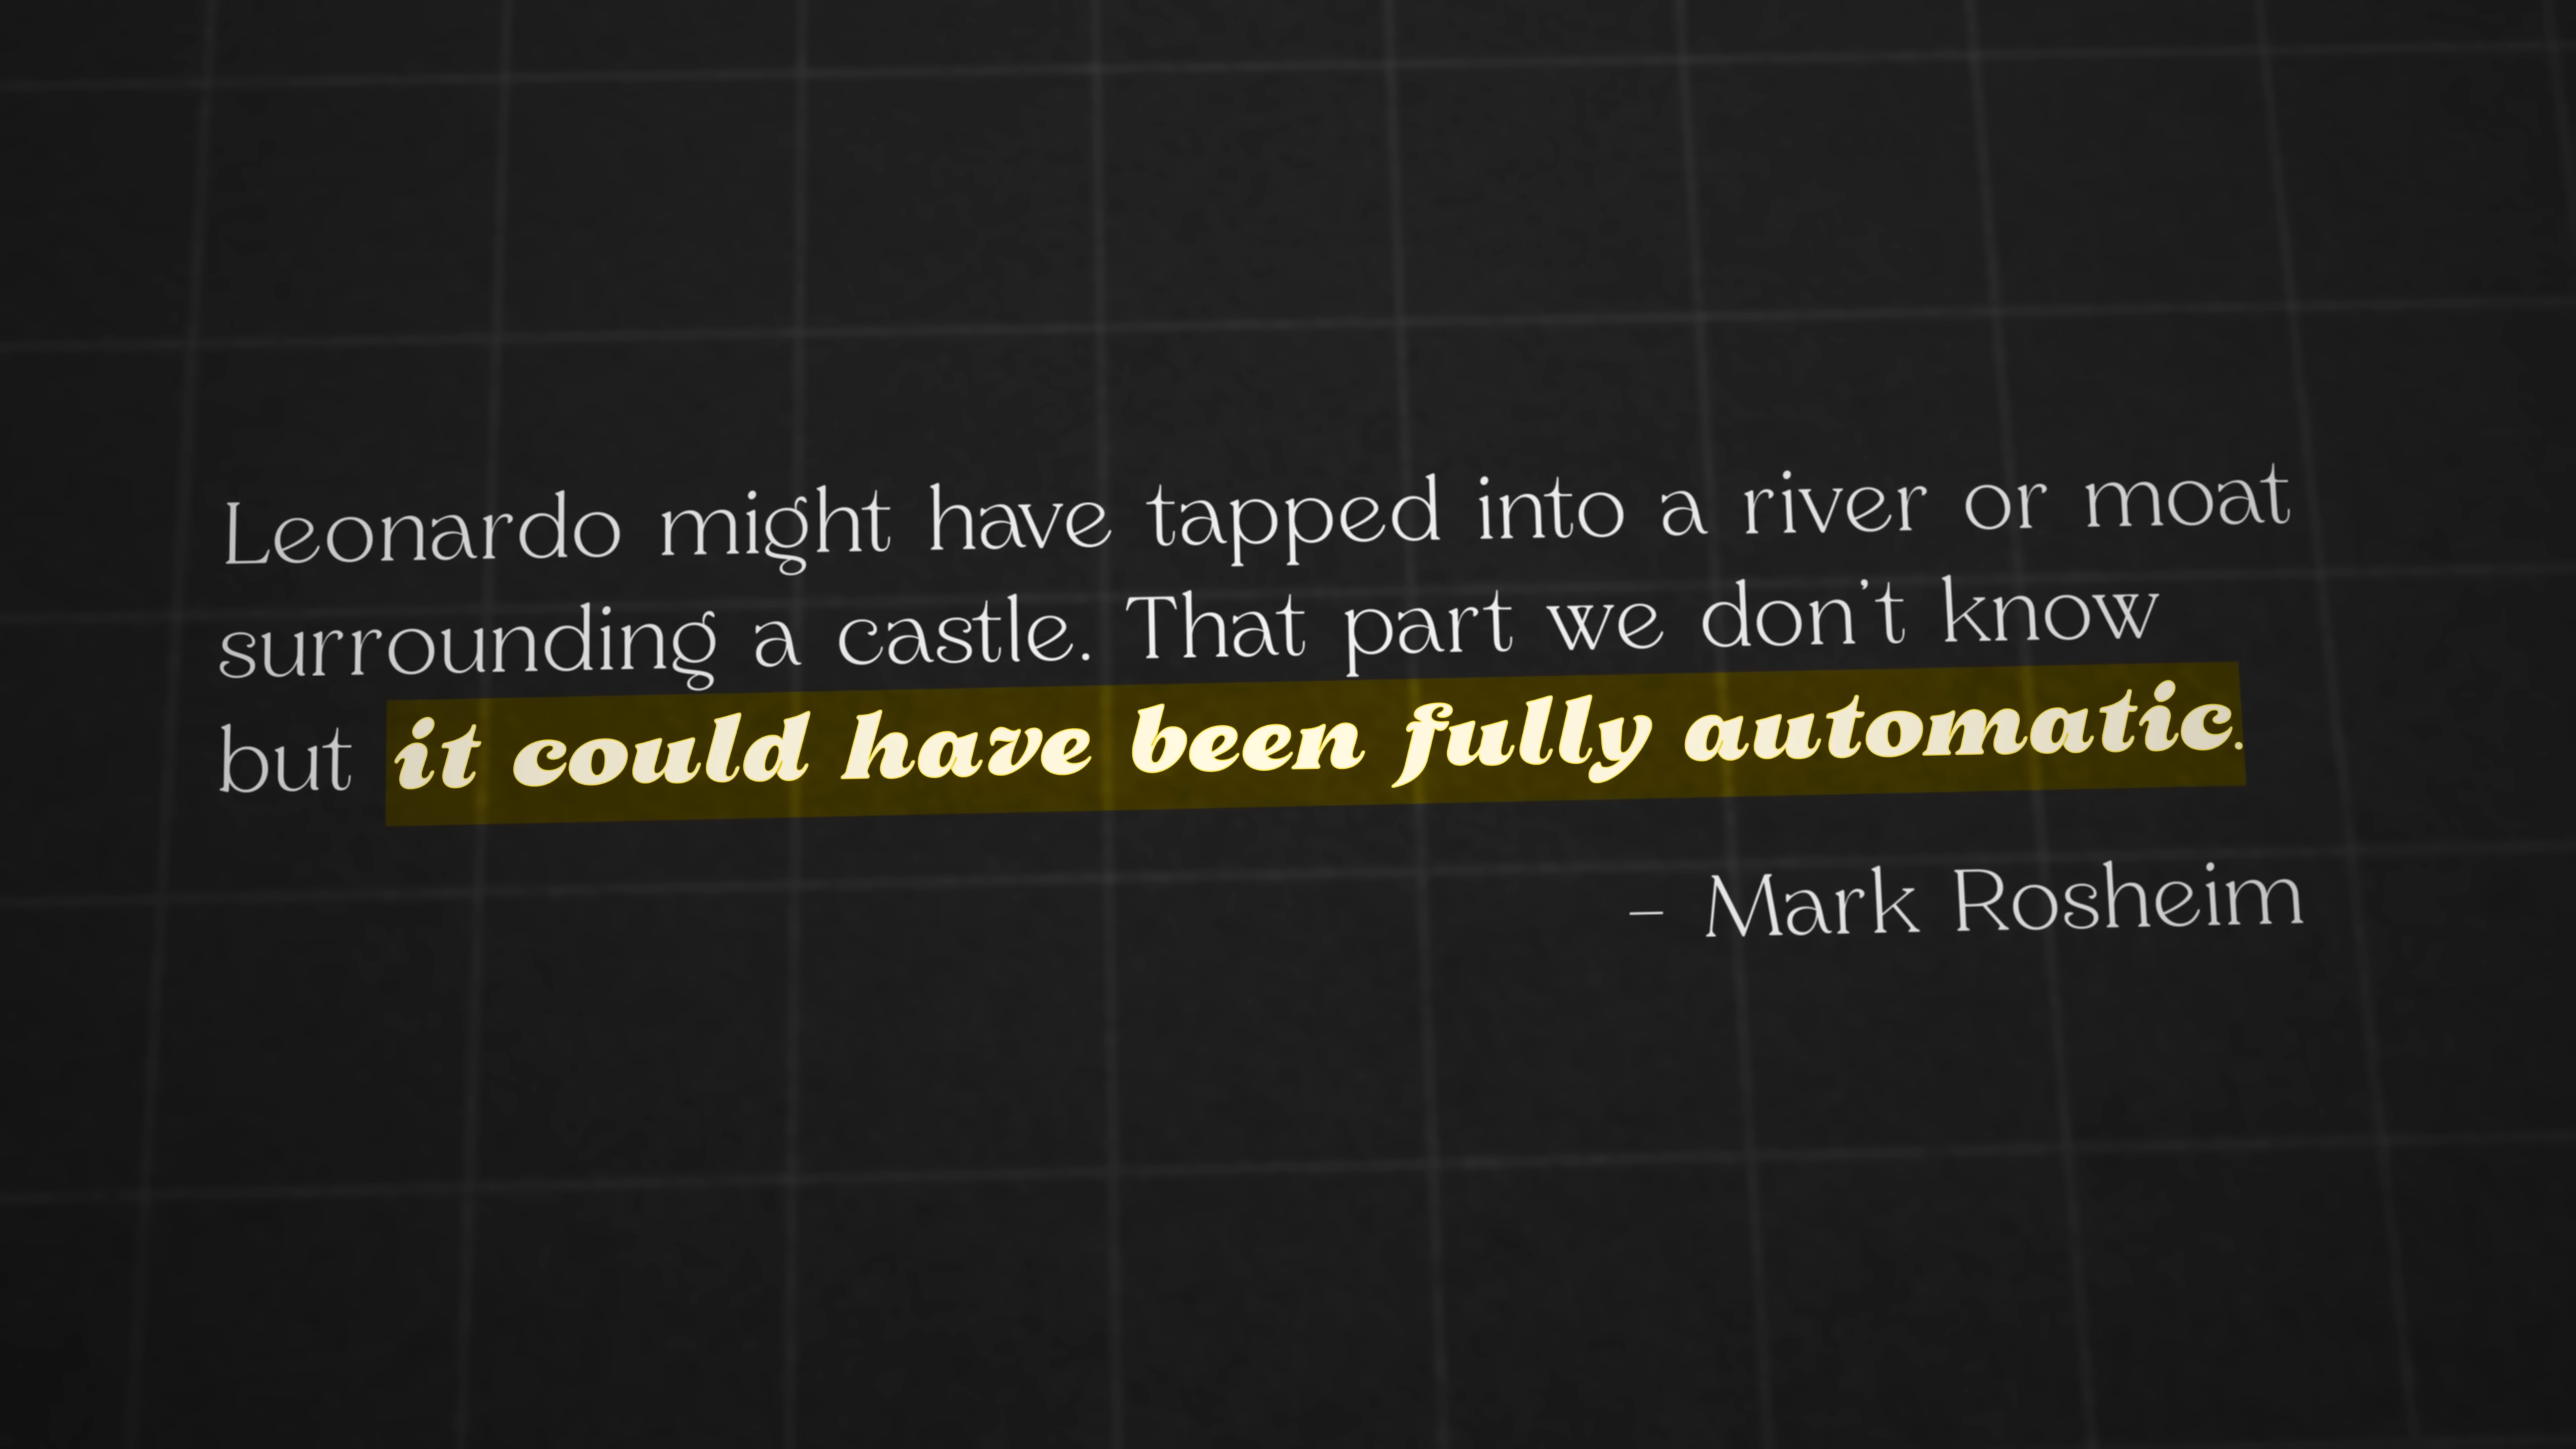 Leonardo might have tapped into a river or moat
surrounding a castle. That part we don't know
but it could have been fully automatic.
– Mark Rosheim